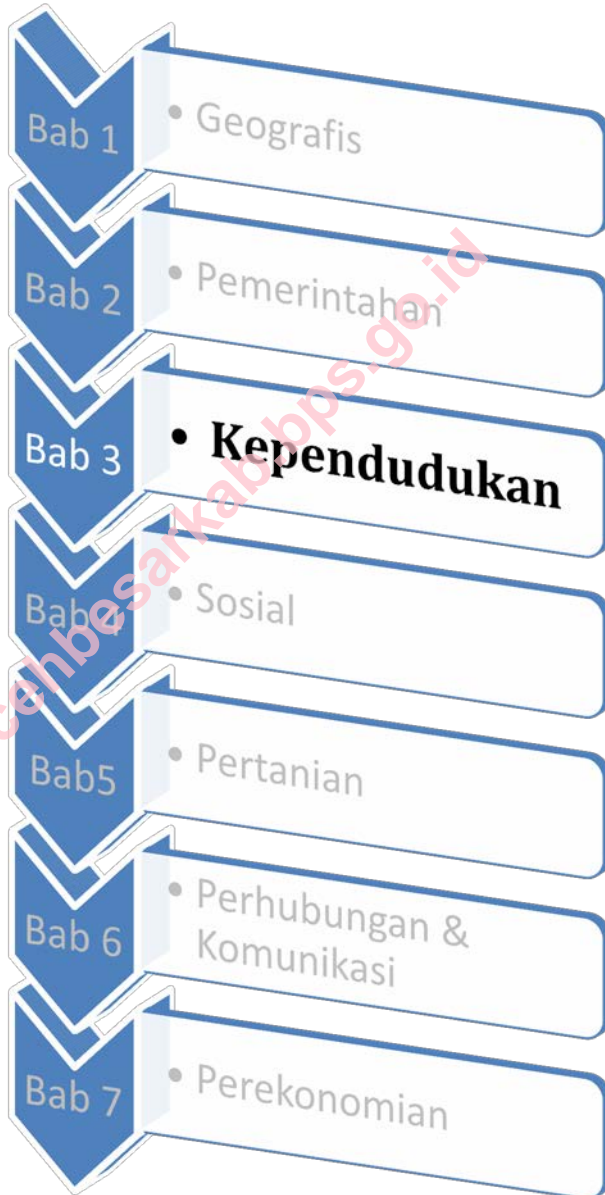 Bab 1
• Geografis
Bab 2
• Pemerintahan
Bab 3
• Kependudukan
Bab 4
• Sosial
Bab5
• Pertanian
Bab 6
• Perhubungan &
Komunikasi
Bab 7
• Perekonomian
cehbesarkab.bps.go.id